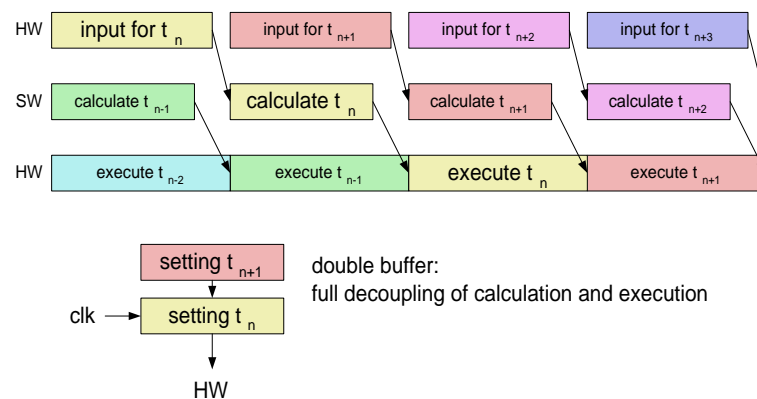 HW input for t n input for t n+1 input for t n+2 input for t n+3
SW calculate t n-1 calculate t n calculate t n+1 calculate t n+2
HW execute t n-2 execute t n-1 execute t n execute t n+1
setting t n+1
double buffer:
full decoupling of calculation and execution
clk setting t n
HW